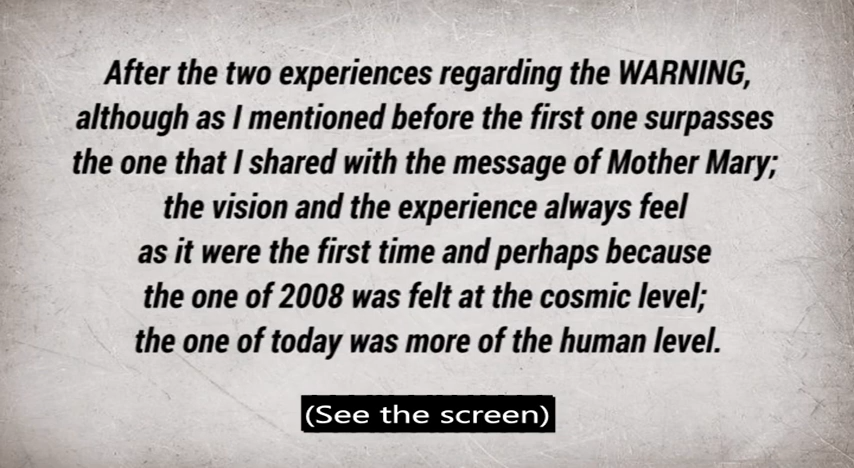 After the two experiences regarding the WARNING,
although as I mentioned before the first one surpasses
the one that I shared with the message of Mother Mary;
the vision and the experience always feel
as it were the first time and perhaps because
the one of 2008 was felt at the cosmic level;
the one of today was more of the human level.
(See the screen)